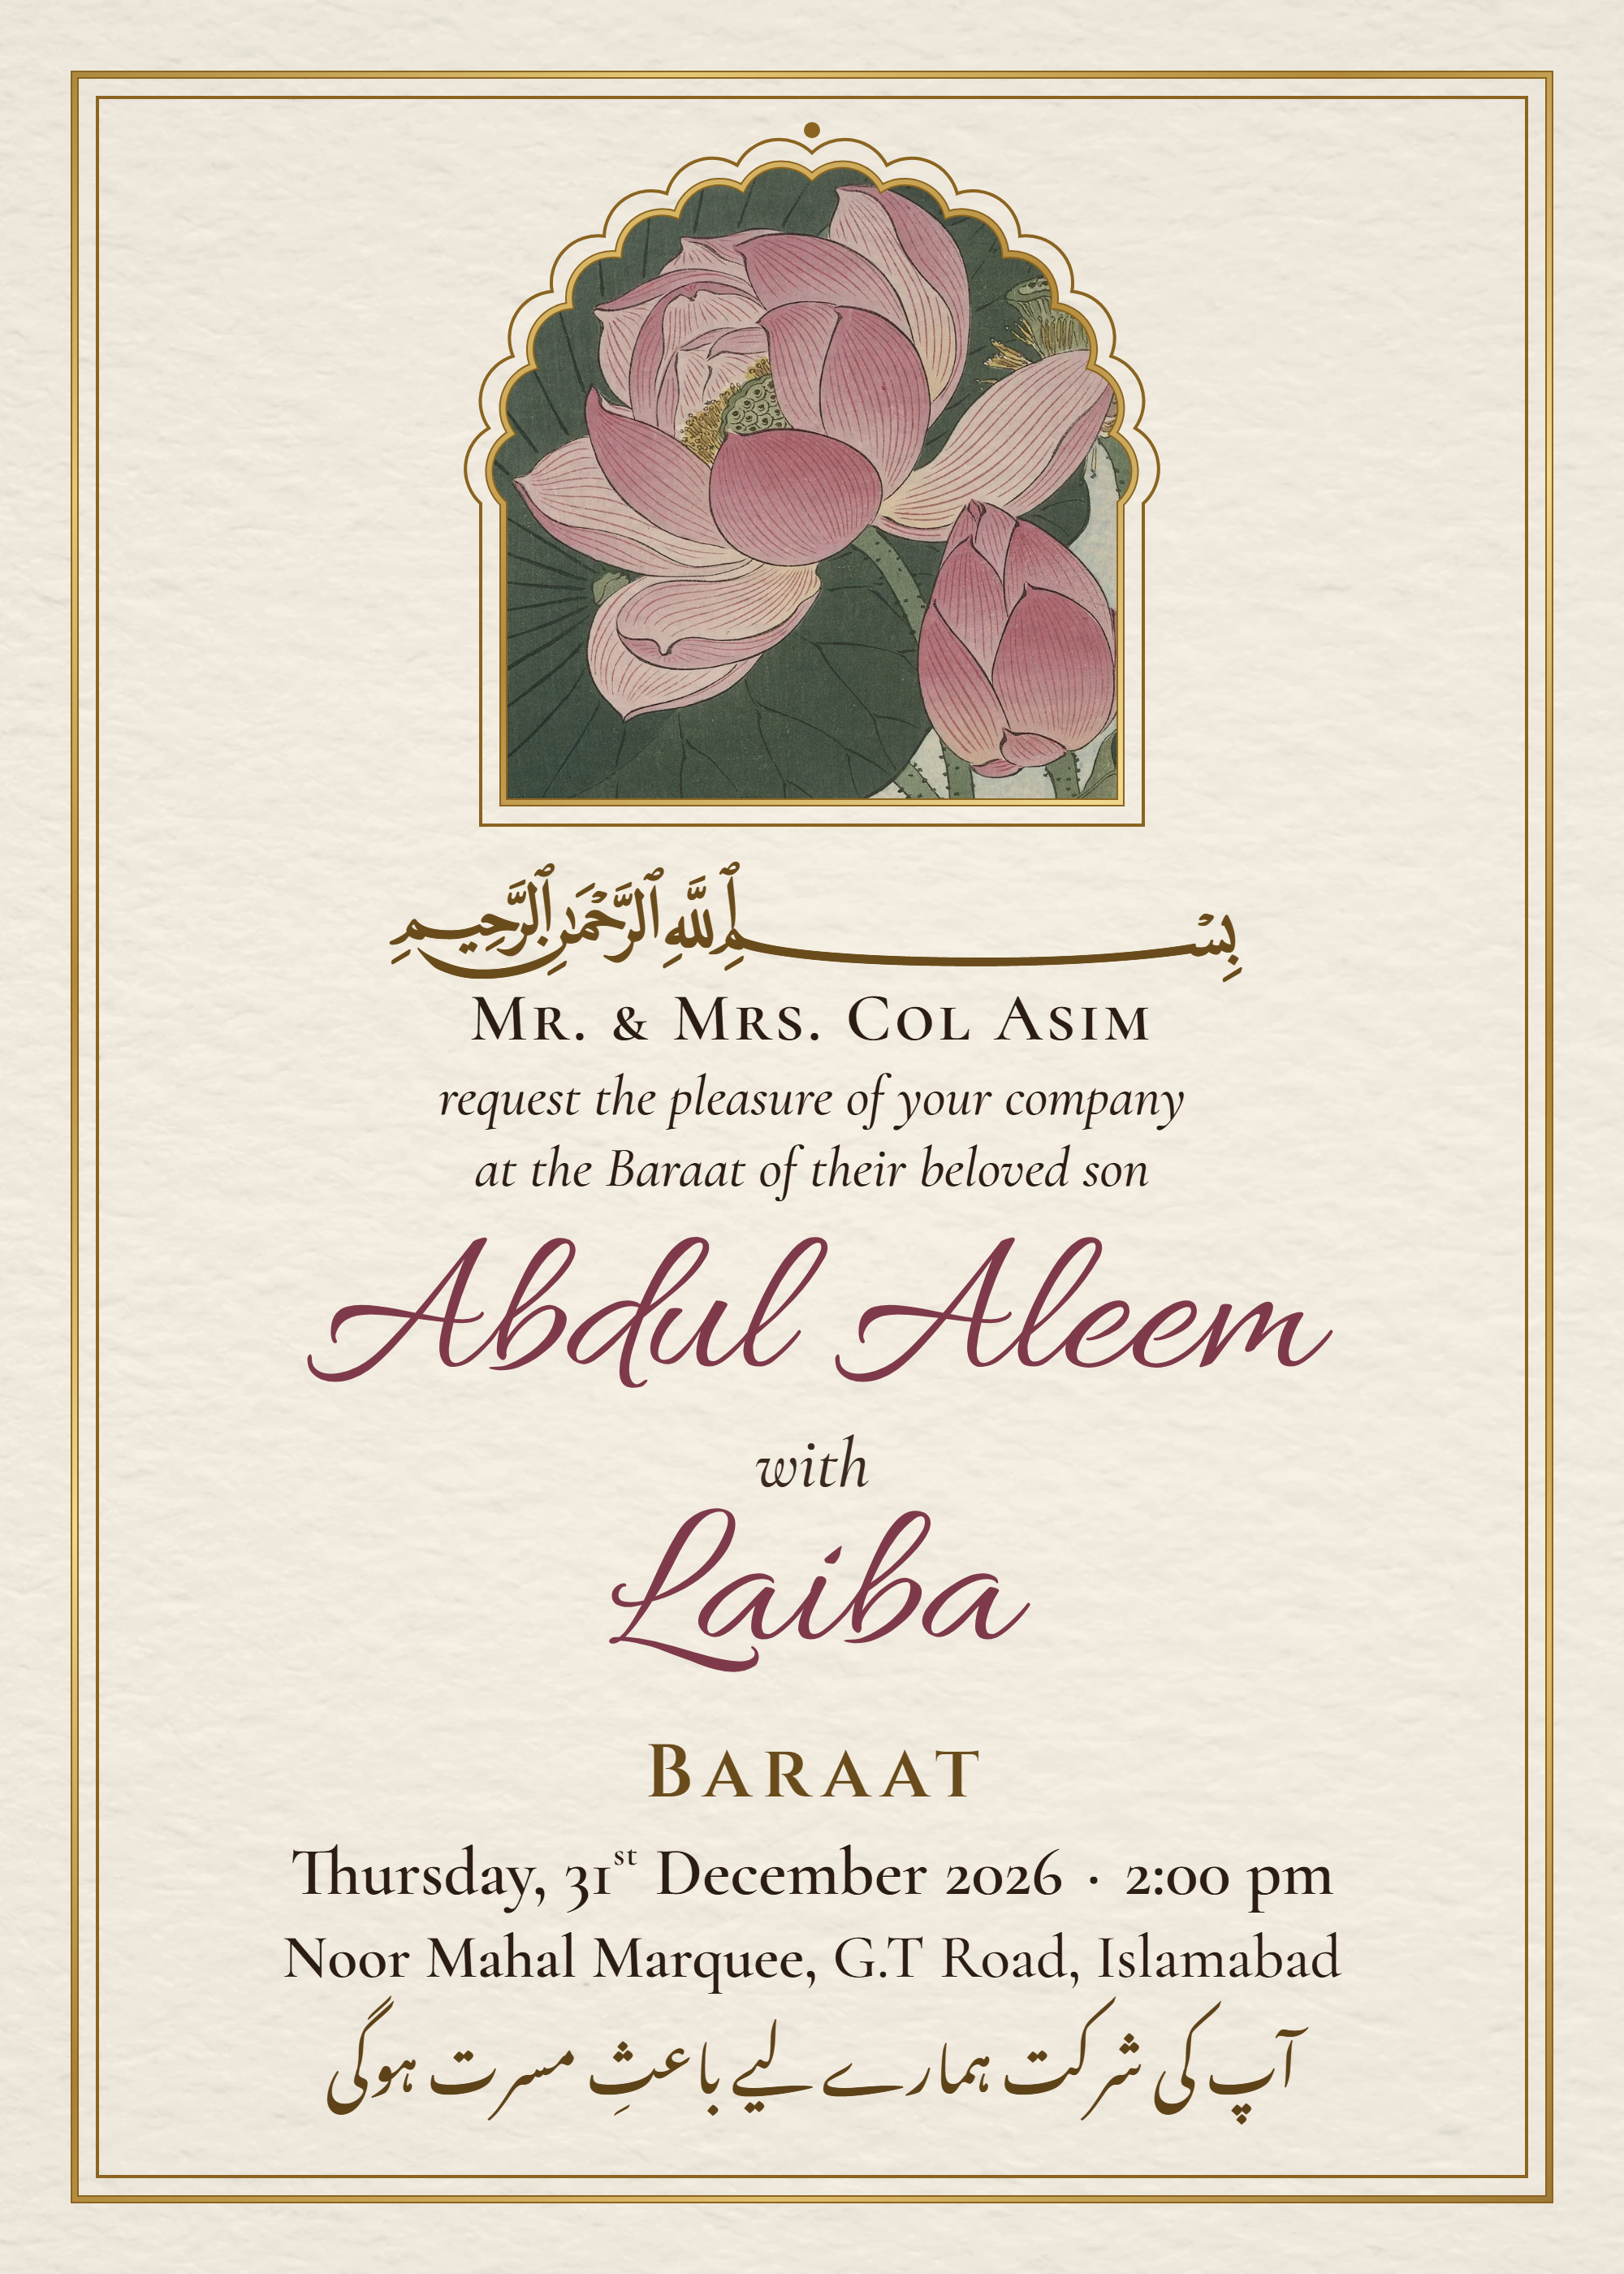 بِسْمِ ٱللَّهِ ٱلرَّحْمَٰنِ ٱلرَّحِيمِ
Mr. & Mrs. Col Asim
request the pleasure of your company
at the Baraat of their beloved son
Abdul Aleem
with
Laiba
Baraat
Thursday, 31st December 2026 · 2:00 pm
Noor Mahal Marquee, G.T Road, Islamabad
آپ کی شرکت ہمارے لیے باعثِ مسرت ہوگی